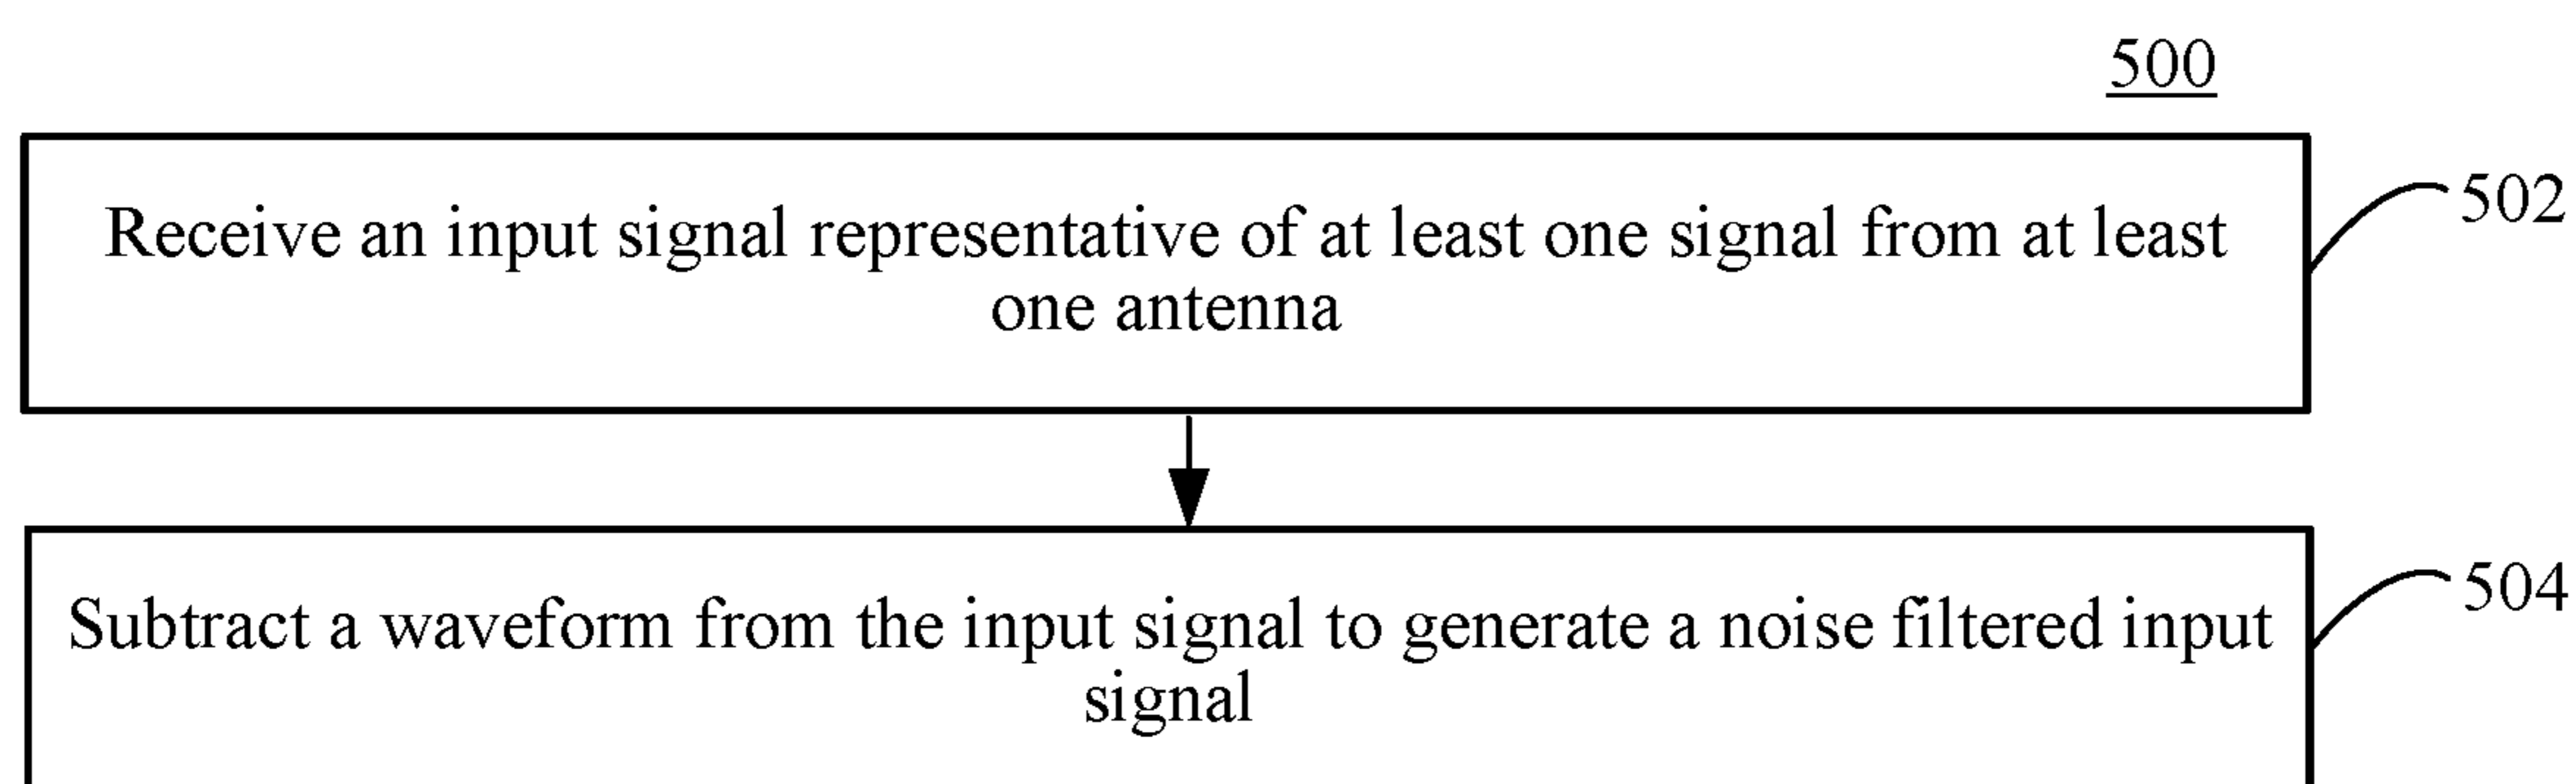 500
Receive an input signal representative of at least
one signal from at least
one antenna
502
Subtract a waveform from the input signal to generate a noise filtered input
signal
504